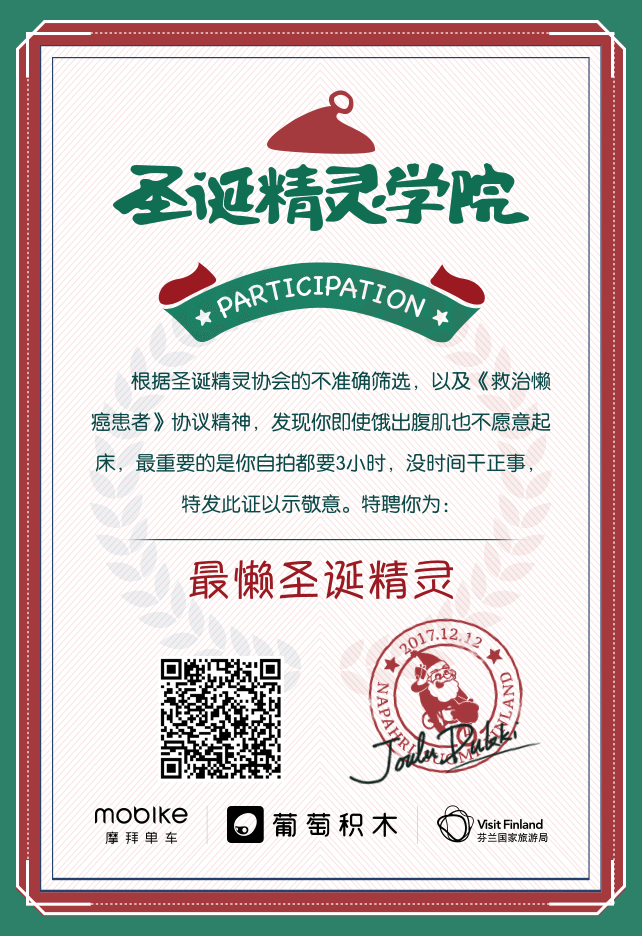 圣诞精灵学院
PARTICIPATION
根据圣诞精灵协会的不准确筛选，以及《救治懒
癌患者》协议精神，发现你即使饿出腹肌也不愿意起
床，最重要的是你自拍都要3小时，没时间干正事，
特发此证以示敬意。特聘你为：
最懒圣诞精灵
2017.12.12
NAPAHRI SUOMI FINLAND
Joulu Pukki
mobike
摩拜单车
葡萄积木
Visit Finland
芬兰国家旅游局